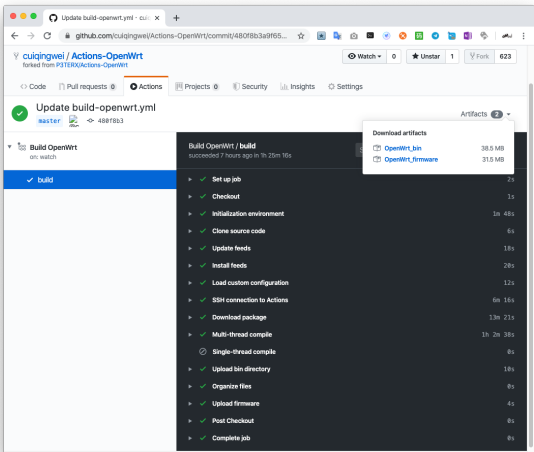 Update build-openwrt.yml · cuiq
github.com/cuiqingwei/Actions-OpenWrt/commit/480f8b3a9f65...
cuiqingwei / Actions-OpenWrt
forked from P3TERX/Actions-OpenWrt
Watch 0
Unstar 1
Fork 623
Code
Pull requests 0
Actions
Projects 0
Security
Insights
Settings
Update build-openwrt.yml
master
480f8b3
Artifacts 2
Download artifacts
OpenWrt_bin 38.5 MB
OpenWrt_firmware 31.5 MB
Build OpenWrt
on: watch
build
Build OpenWrt / build
succeeded 7 hours ago in 1h 25m 16s
Set up job 2s
Checkout 1s
Initialization environment 1m 48s
Clone source code 6s
Update feeds 18s
Install feeds 20s
Load custom configuration 12s
SSH connection to Actions 6m 16s
Download package 13m 21s
Multi-thread compile 1h 2m 38s
Single-thread compile 0s
Upload bin directory 10s
Organize files 0s
Upload firmware 4s
Post Checkout 0s
Complete job 0s